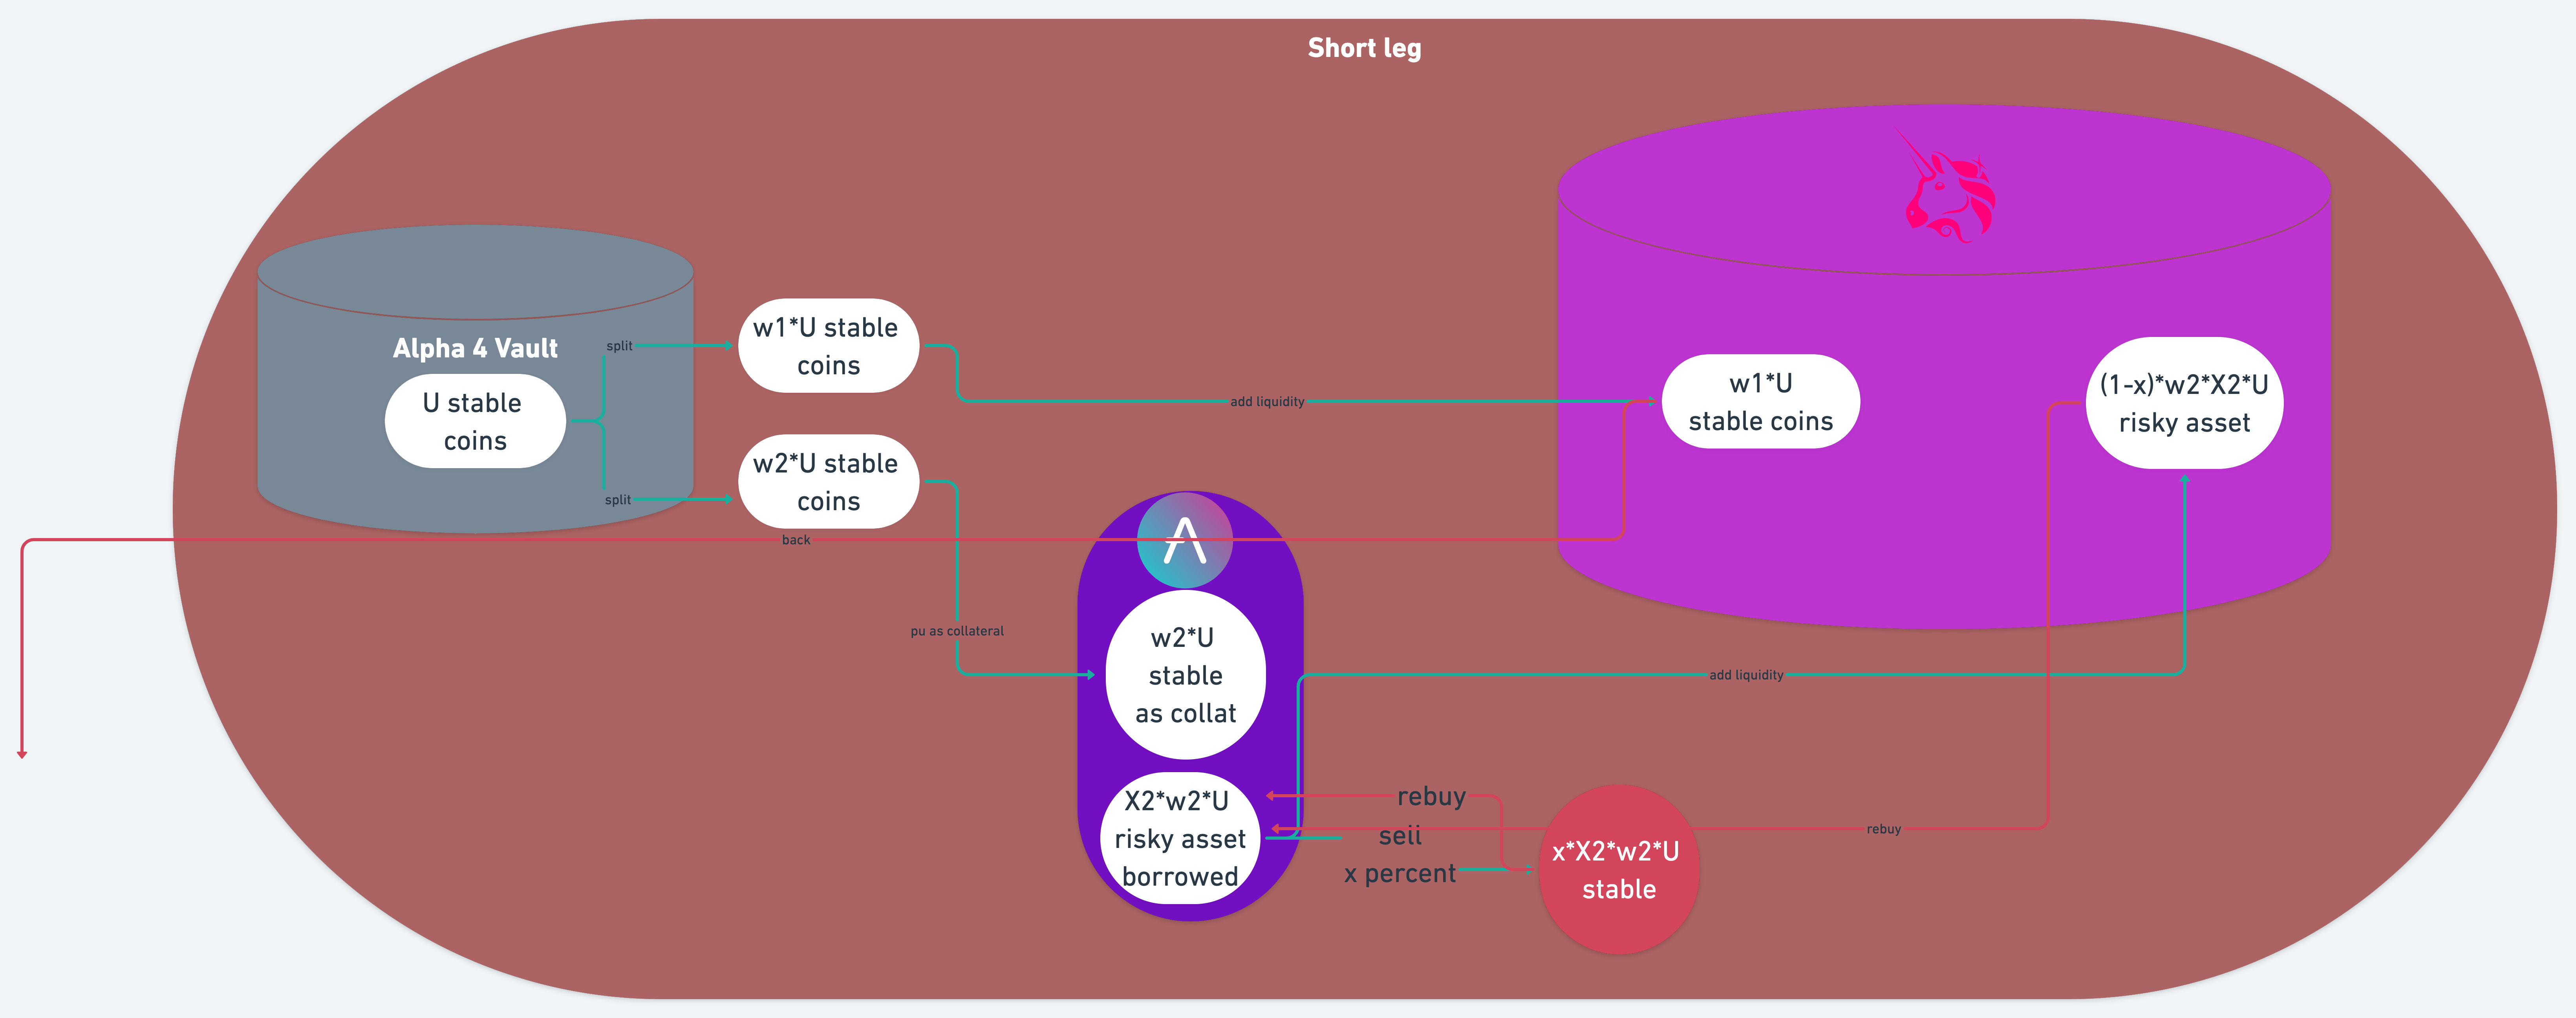 Short leg
Alpha 4 Vault
U stable
coins
split
split
w1*U stable
coins
w2*U stable
coins
add liquidity
w1*U
stable coins
(1-x)*w2*X2*U
risky asset
back
pu as collateral
w2*U
stable
as collat
add liquidity
X2*w2*U
risky asset
borrowed
rebuy
seii
x percent
x*X2*w2*U
stable
rebuy